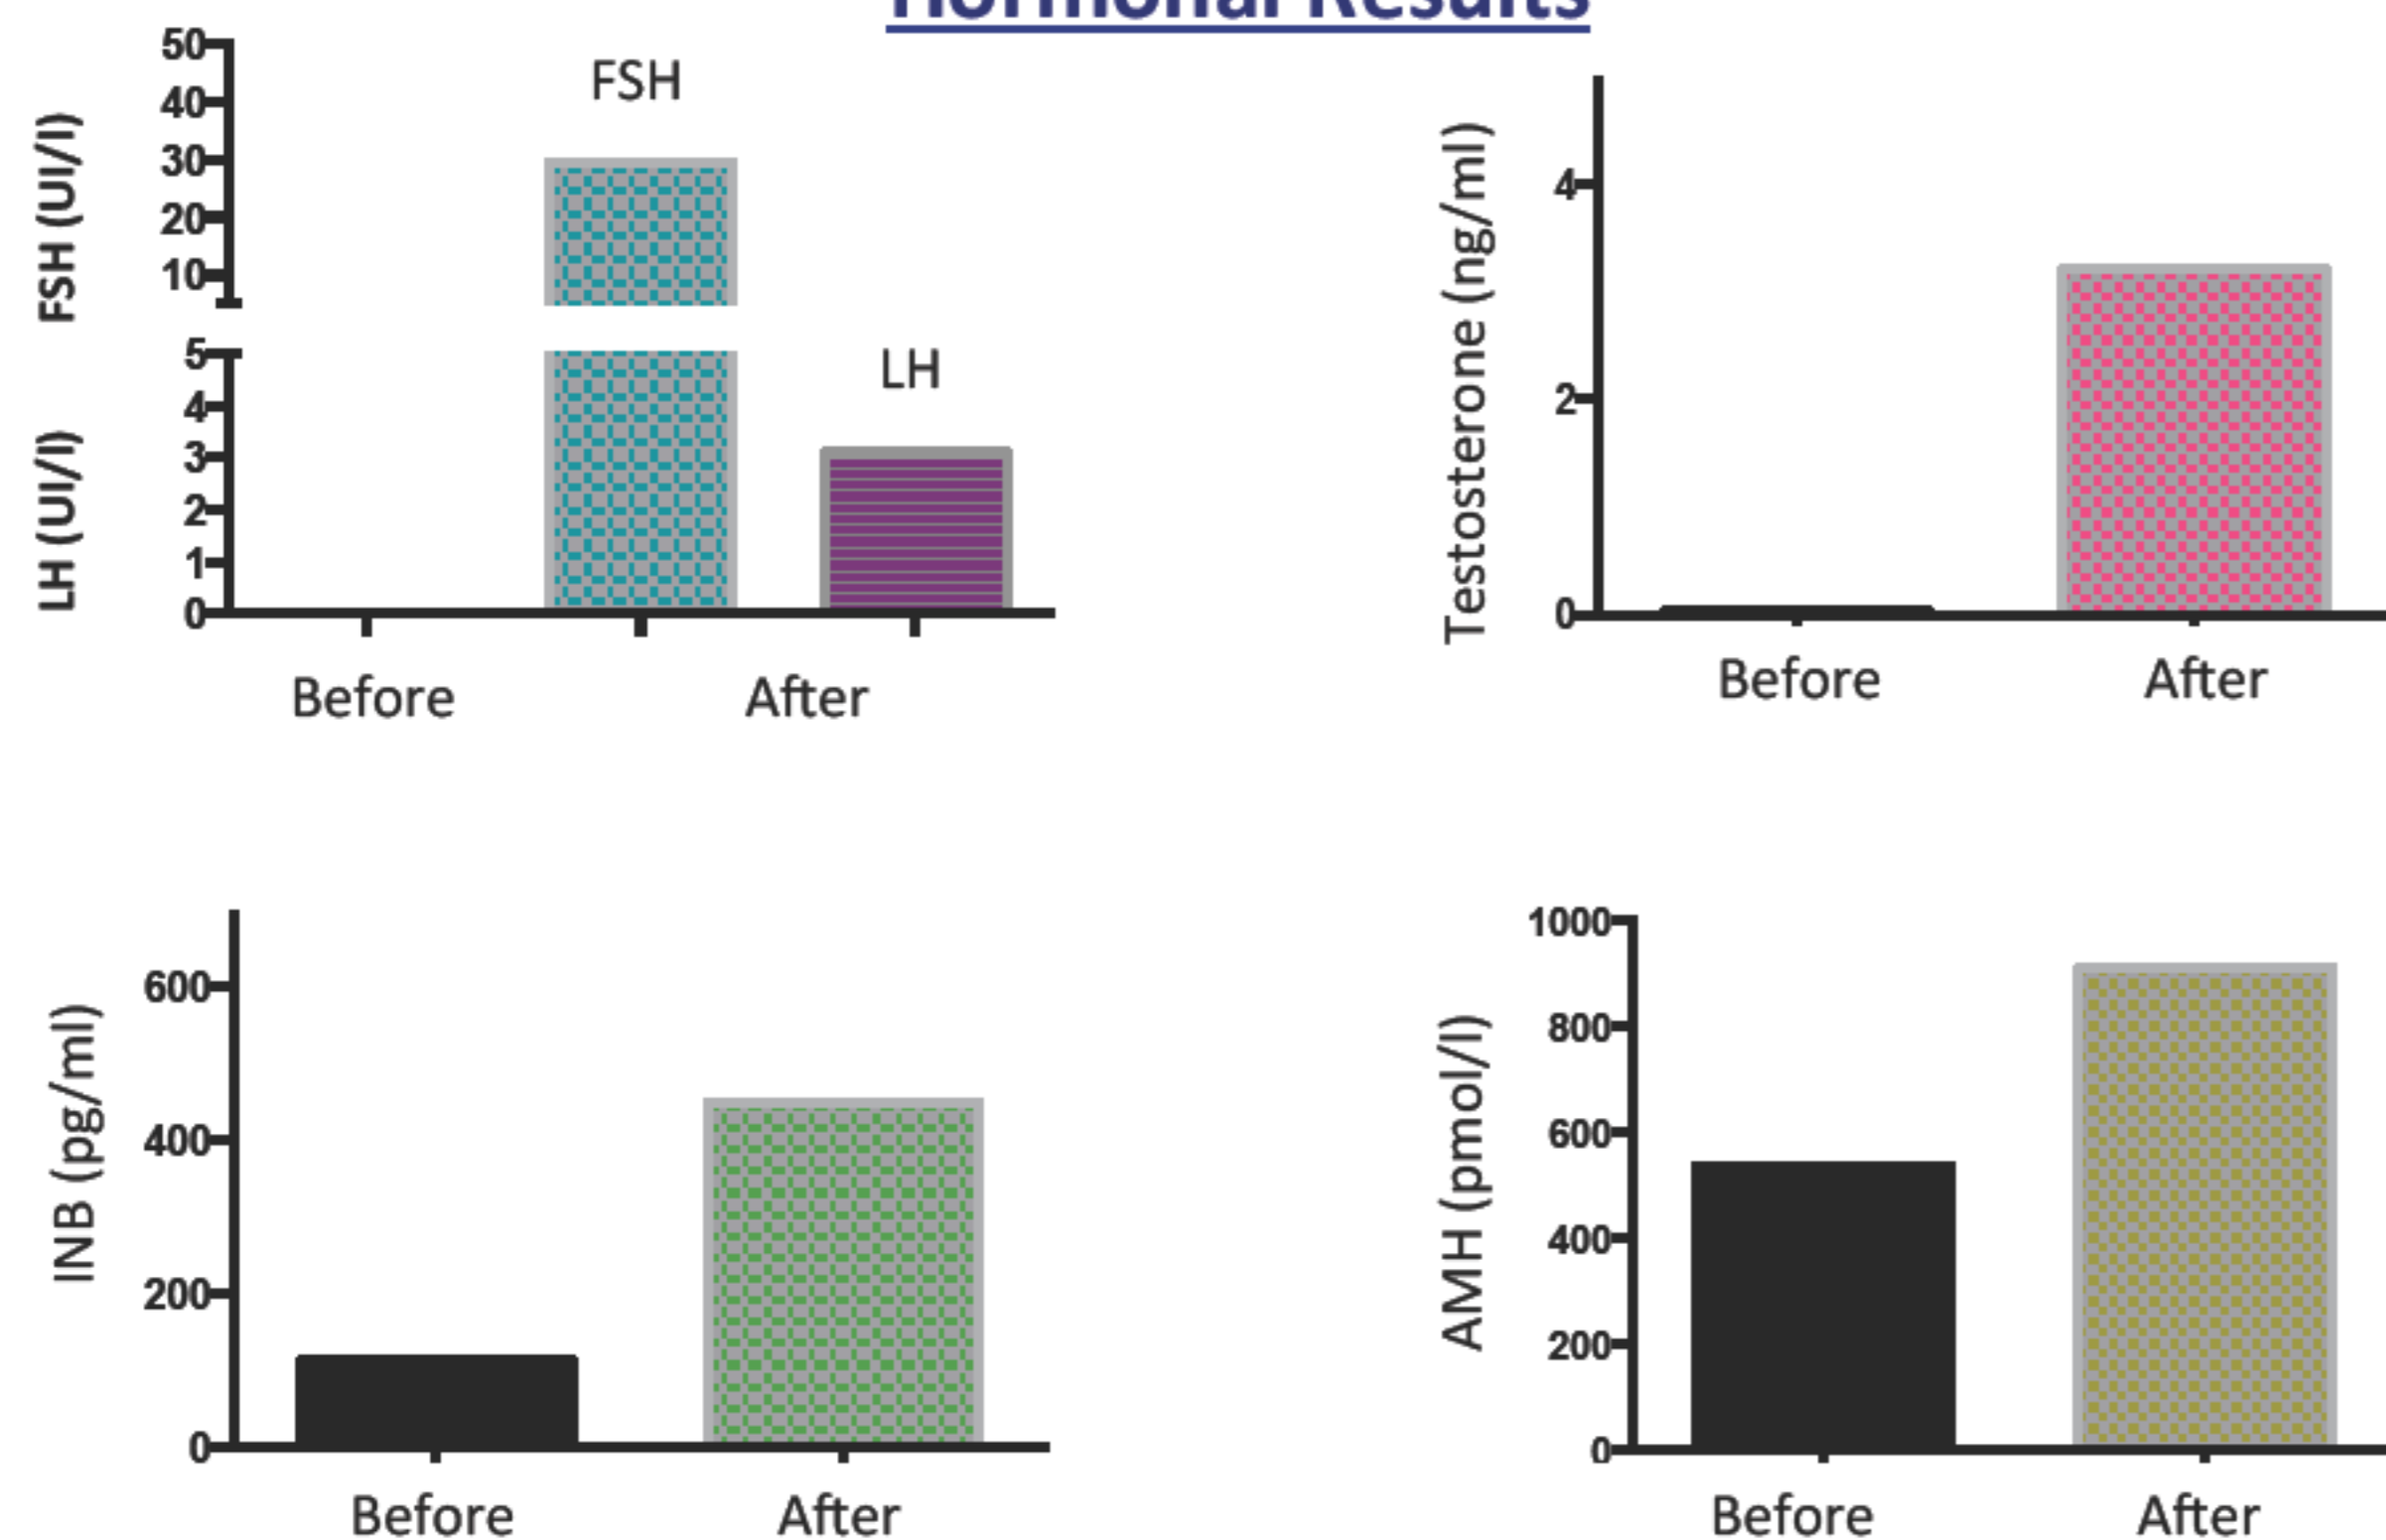 Hormonal Results
FSH (UI/l)
LH (UI/l)
50
40
30
20
10
5
4
3
2
1
0
FSH
LH
Before After
Testosterone (ng/ml)
4
2
0
Before After
INB (pg/ml)
600
400
200
0
Before After
AMH (pmol/l)
1000
800
600
400
200
0
Before After